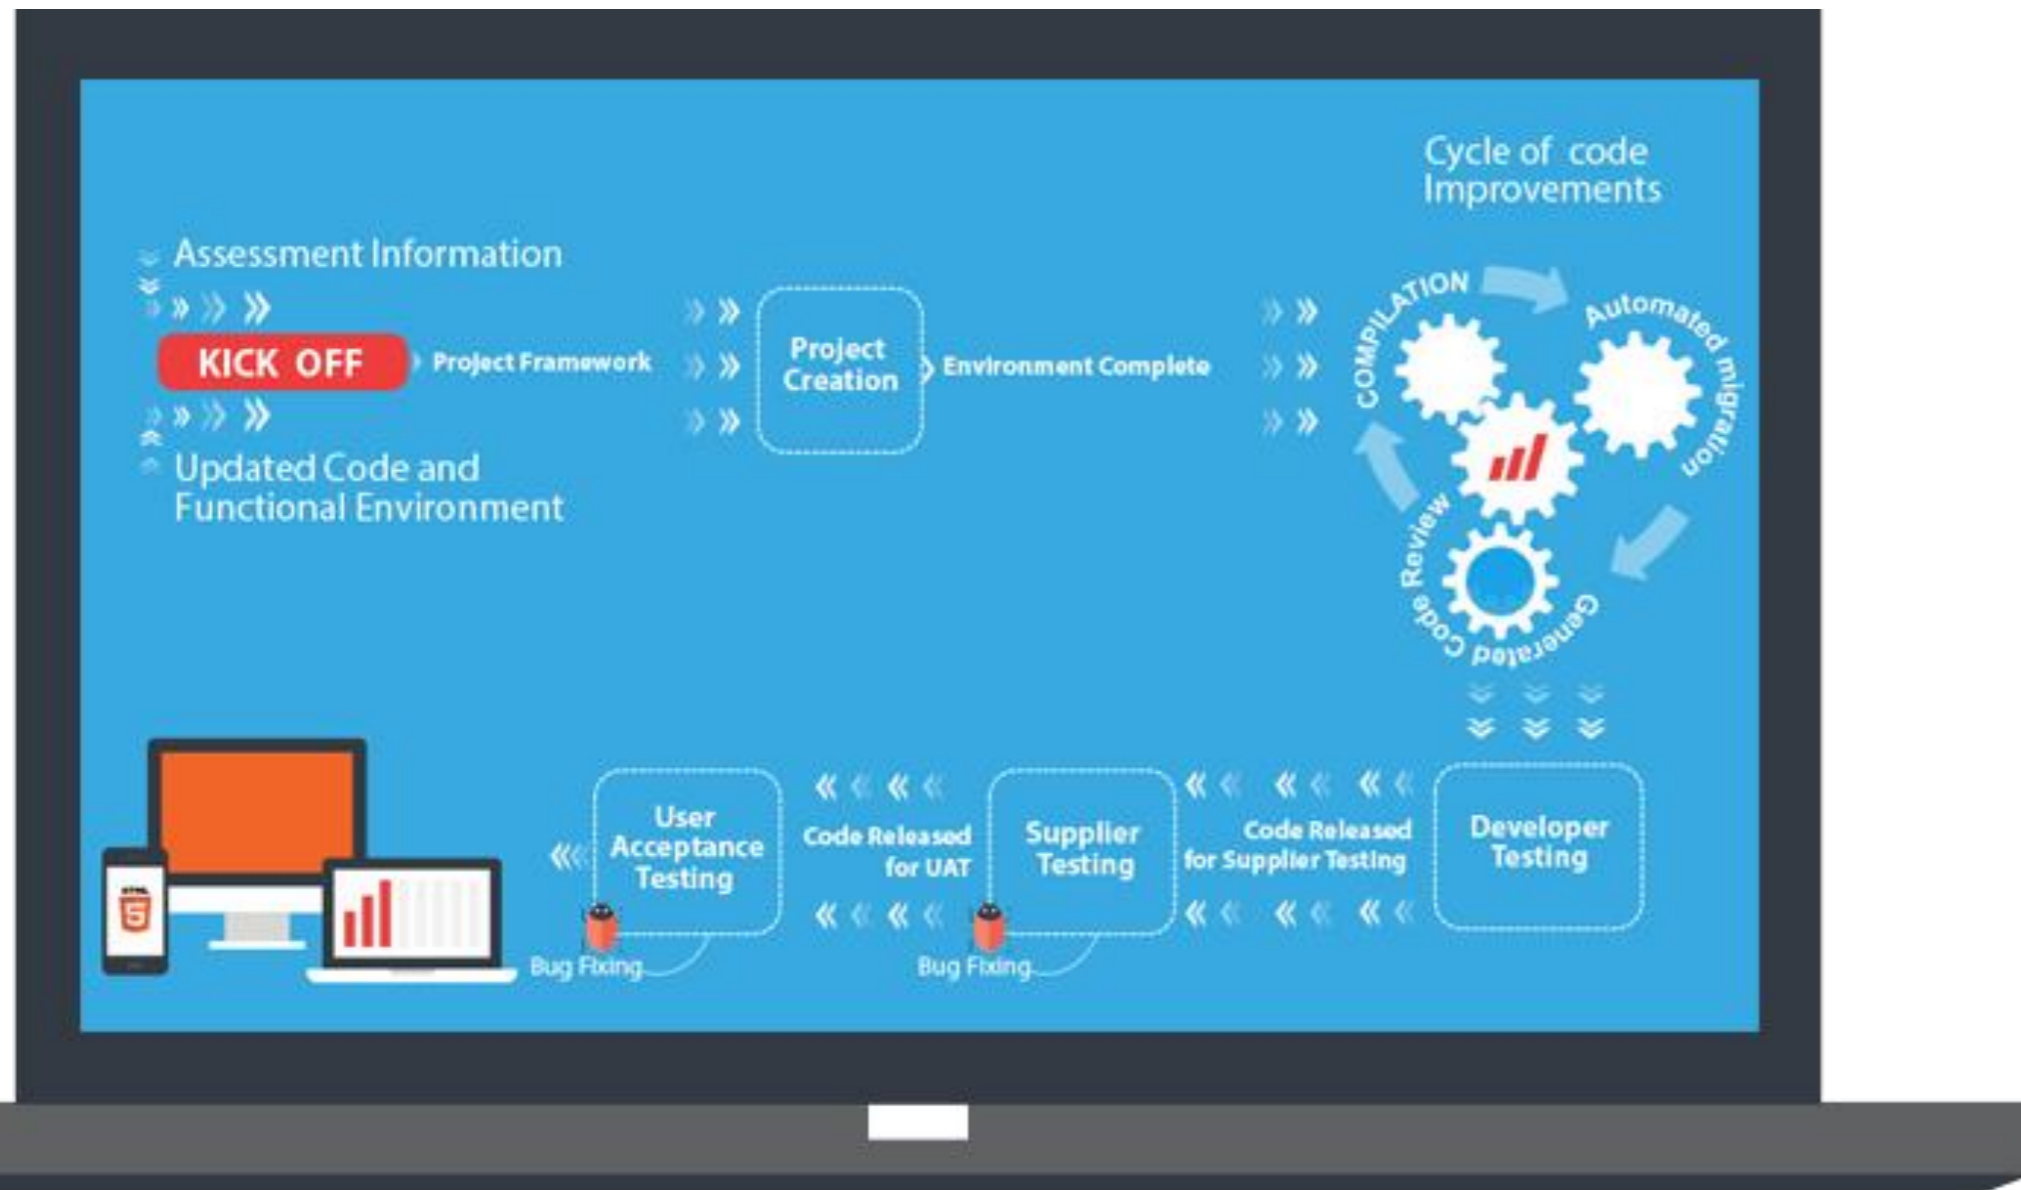 Cycle of code
Improvements
Assessment Information
KICK OFF
Project Framework
Project
Creation
Environment Complete
Updated Code and
Functional Environment
COMPILATION
Automated migration
Generated Code Review
User
Acceptance
Testing
Code Released
for UAT
Supplier
Testing
Code Released
for Supplier Testing
Developer
Testing
HTML
5
Bug Fixing
Bug Fixing